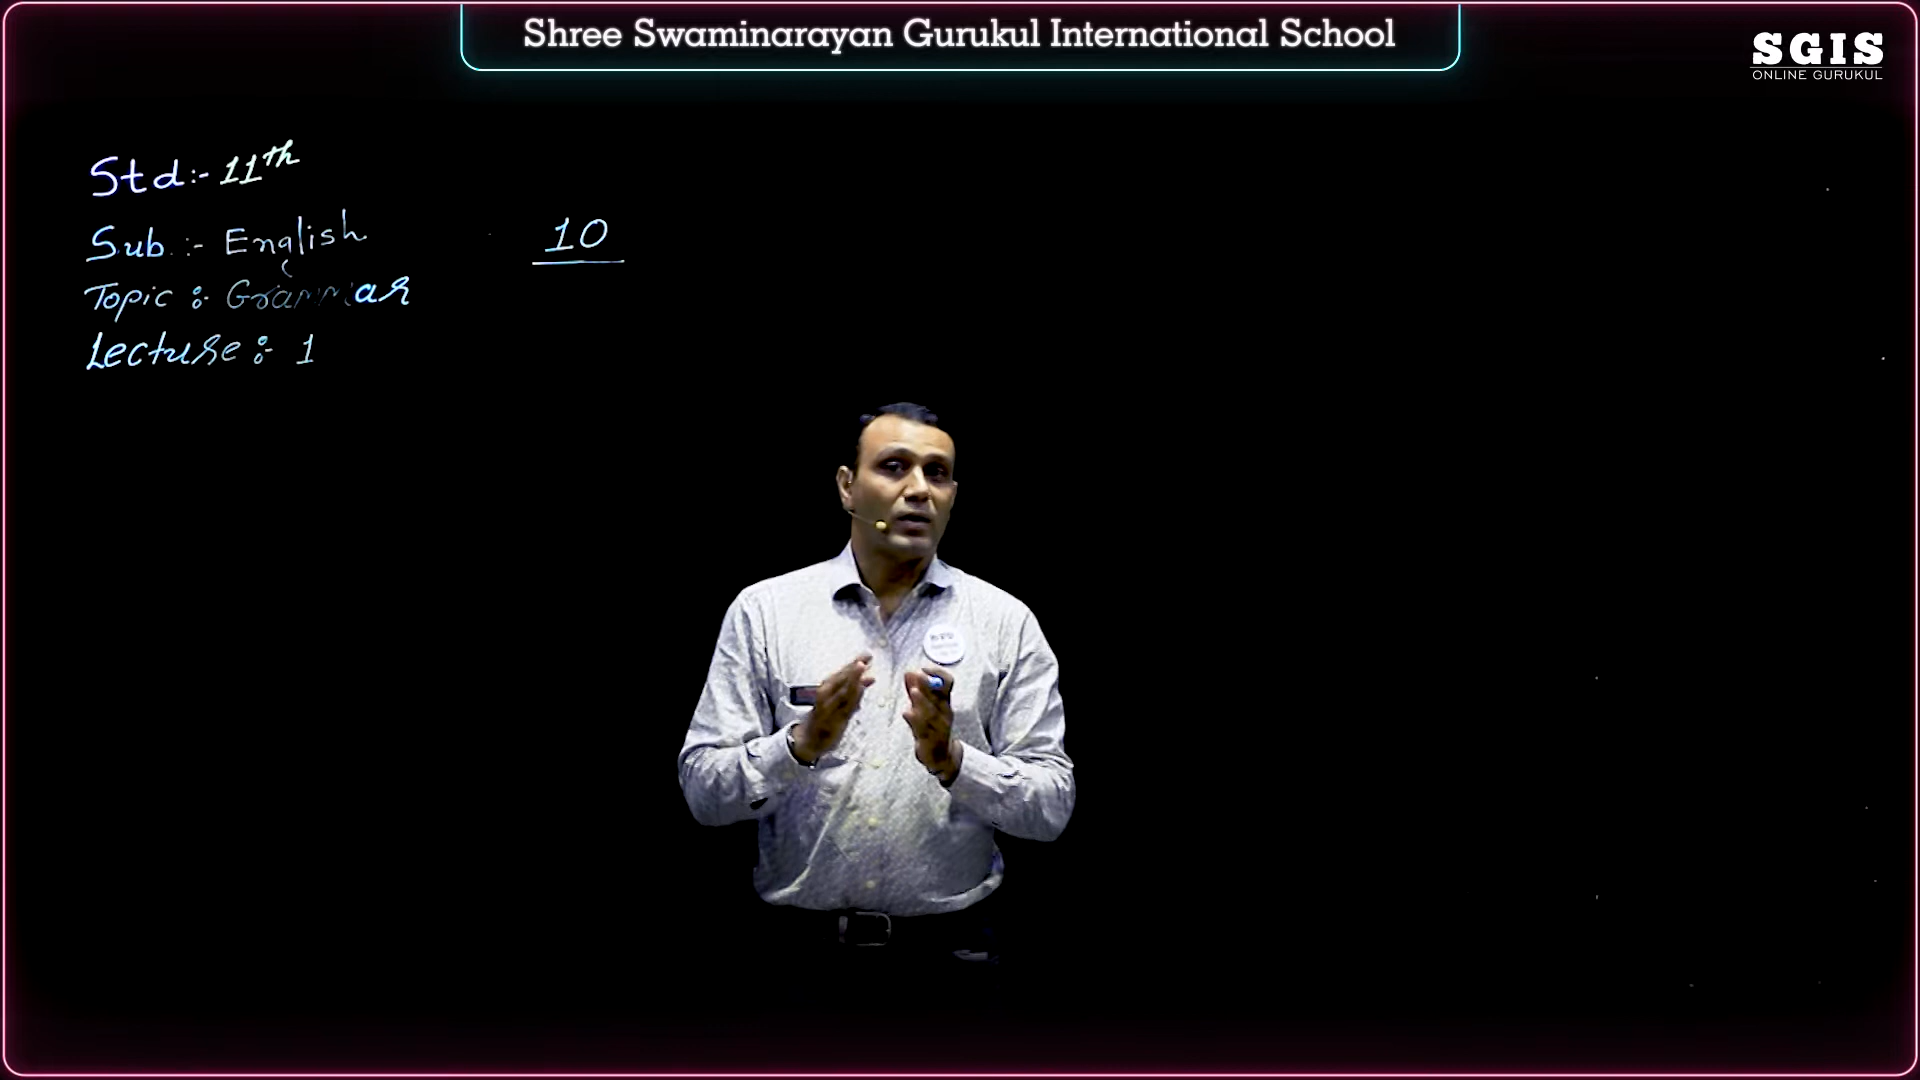 Shree Swaminarayan Gurukul International School
SGIS
ONLINE GURUKUL
Std:- 11th
Sub.:- English
10
Topic :- Grammar
Lecture :- 1